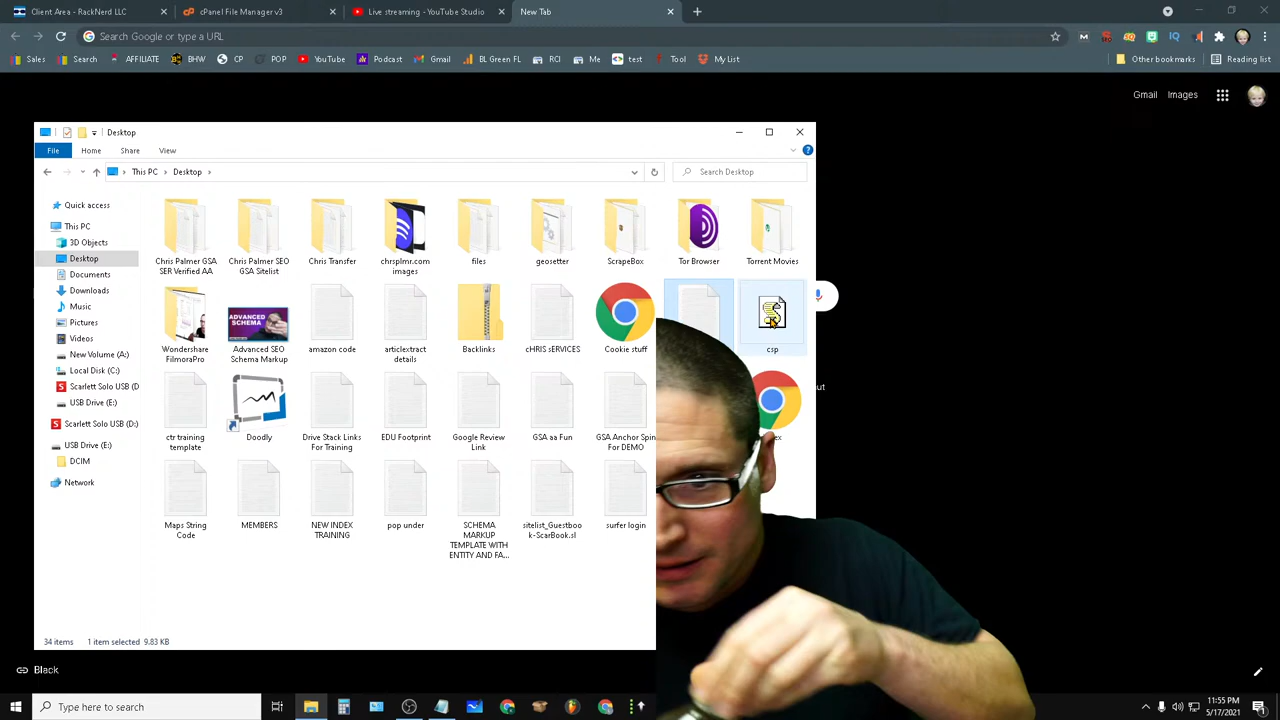 Client Area - RackNerd LLC
cPanel File Manager v3
Live streaming - YouTube Studio
New Tab
Search Google or type a URL
Sales
Search
AFFILIATE
BHW
CP
POP
YouTube
Podcast
Gmail
BL Green FL
RCI
Me
test
Tool
My List
Other bookmarks
Reading list
Gmail
Images
Desktop
File
Home
Share
View
This PC
Desktop
Search Desktop
Quick access
This PC
3D Objects
Desktop
Documents
Downloads
Music
Pictures
Videos
New Volume (A:)
Local Disk (C:)
Scarlett Solo USB (D
USB Drive (E:)
Scarlett Solo USB (D:)
USB Drive (E:)
DCIM
Network
Chris Palmer GSA
SER Verified AA
Chris Palmer SEO
GSA Sitelist
Chris Transfer
chrsplmr.com
images
files
geosetter
ScrapeBox
Tor Browser
Torrent Movies
Wondershare
FilmoraPro
ADVANCED
SCHEMA
Advanced SEO
Schema Markup
amazon code
articlextract
details
Backlinks
cHRIS sERVICES
Cookie stuff
csp
ctr training
template
Doodly
Drive Stack Links
For Training
EDU Footprint
Google Review
Link
GSA aa Fun
GSA Anchor Spin
For DEMO
ex
ut
Maps String
Code
MEMBERS
NEW INDEX
TRAINING
pop under
SCHEMA
MARKUP
TEMPLATE WITH
ENTITY AND FA...
sitelist_Guestboo
k-ScarBook.sl
surfer login
34 items
1 item selected 9.83 KB
Black
Type here to search
11:55 PM
5/17/2021